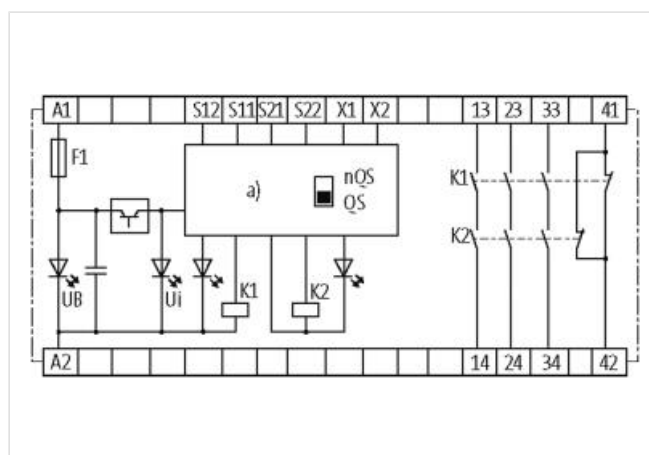 A1 S12 S11 S21 S22 X1 X2 13 23 33 41
F1
a) nQS
QS
K1
K2
UB Ui K1 K2
A2 14 24 34 42